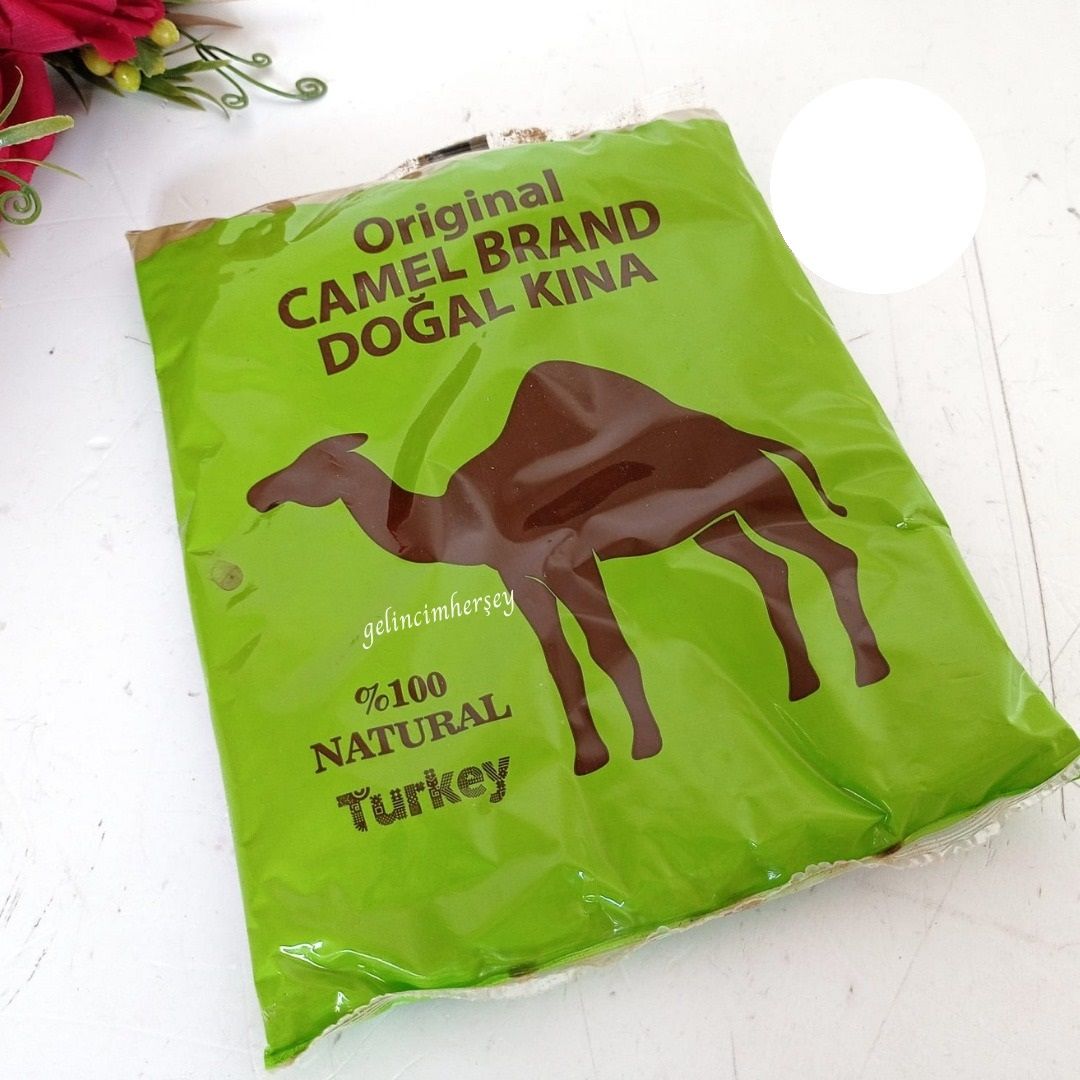 Original
CAMEL BRAND
DOĞAL KINA
gelincimherşey
%100
NATURAL
Turkey